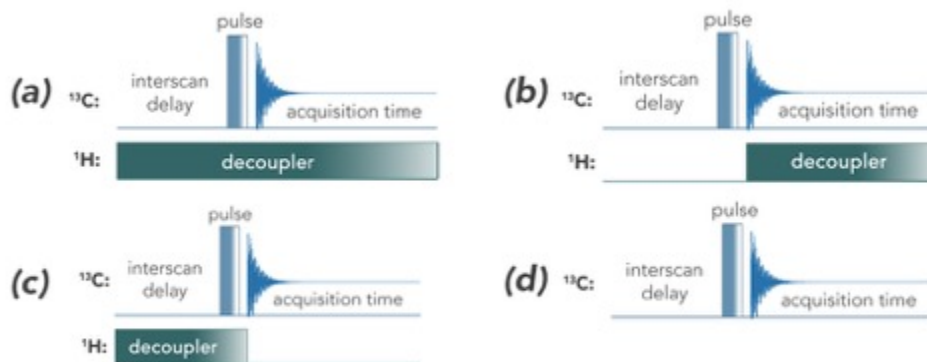 pulse
(a) ¹³C: interscan delay acquisition time
¹H: decoupler
pulse
(b) ¹³C: interscan delay acquisition time
¹H: decoupler
pulse
(c) ¹³C: interscan delay acquisition time
¹H: decoupler
pulse
(d) ¹³C: interscan delay acquisition time